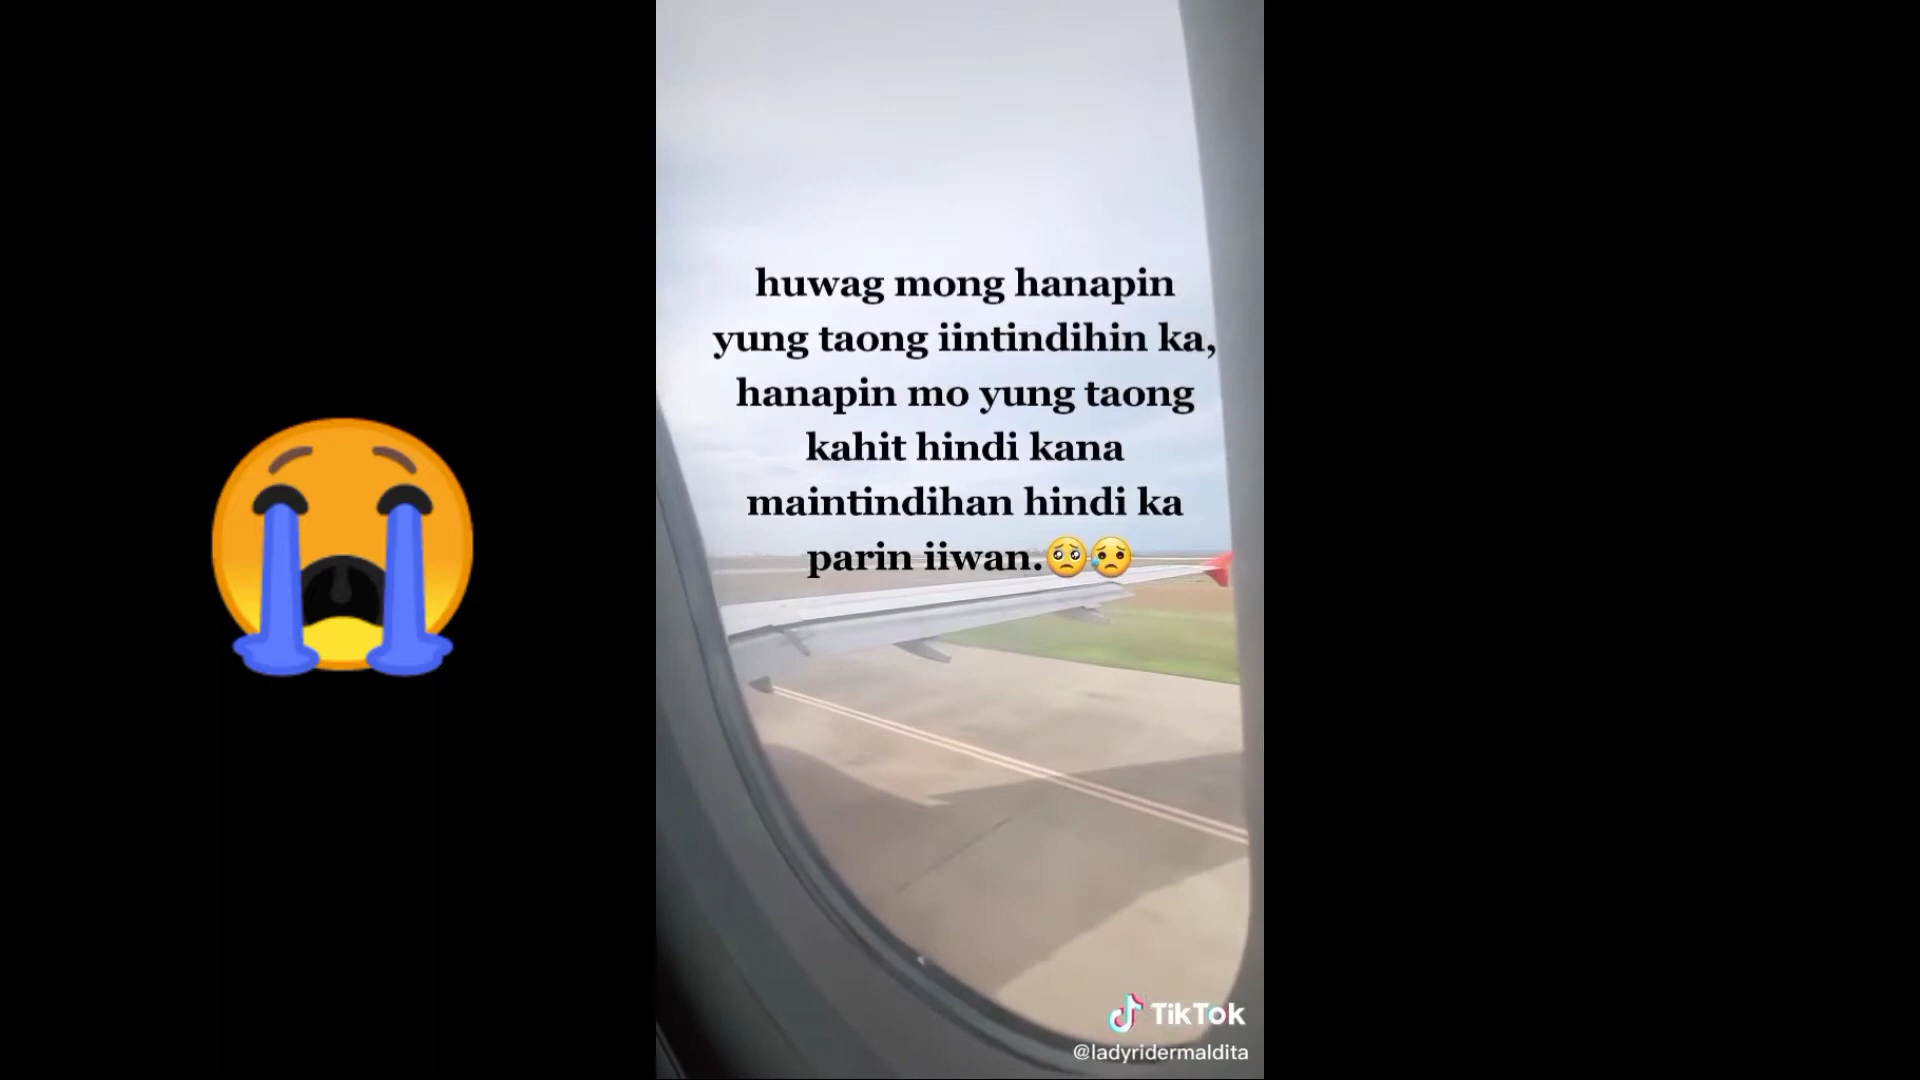 huwag mong hanapin
yung taong iintindihin ka,
hanapin mo yung taong
kahit hindi kana
maintindihan hindi ka
parin iiwan.🥺😥
TikTok
@ladyridermaldita